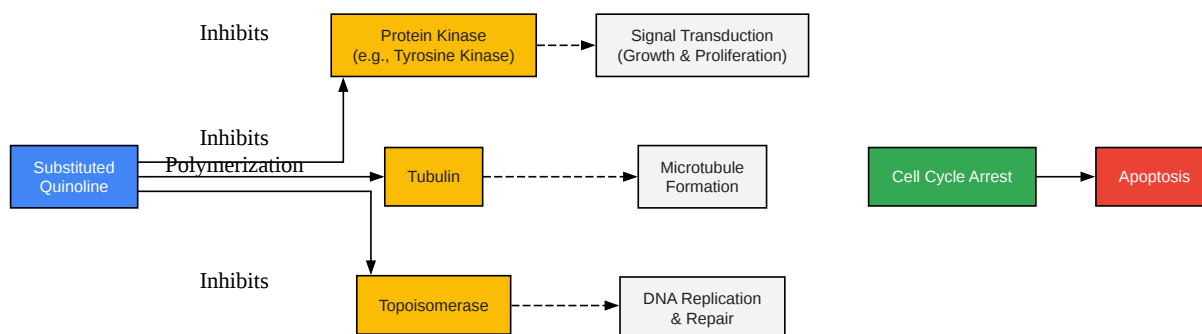 Inhibits
Protein Kinase
(e.g., Tyrosine Kinase)
Signal Transduction
(Growth & Proliferation)
Inhibits
Polymerization
Substituted
Quinoline
Tubulin
Microtubule
Formation
Cell Cycle Arrest
Apoptosis
Inhibits
Topoisomerase
DNA Replication
& Repair